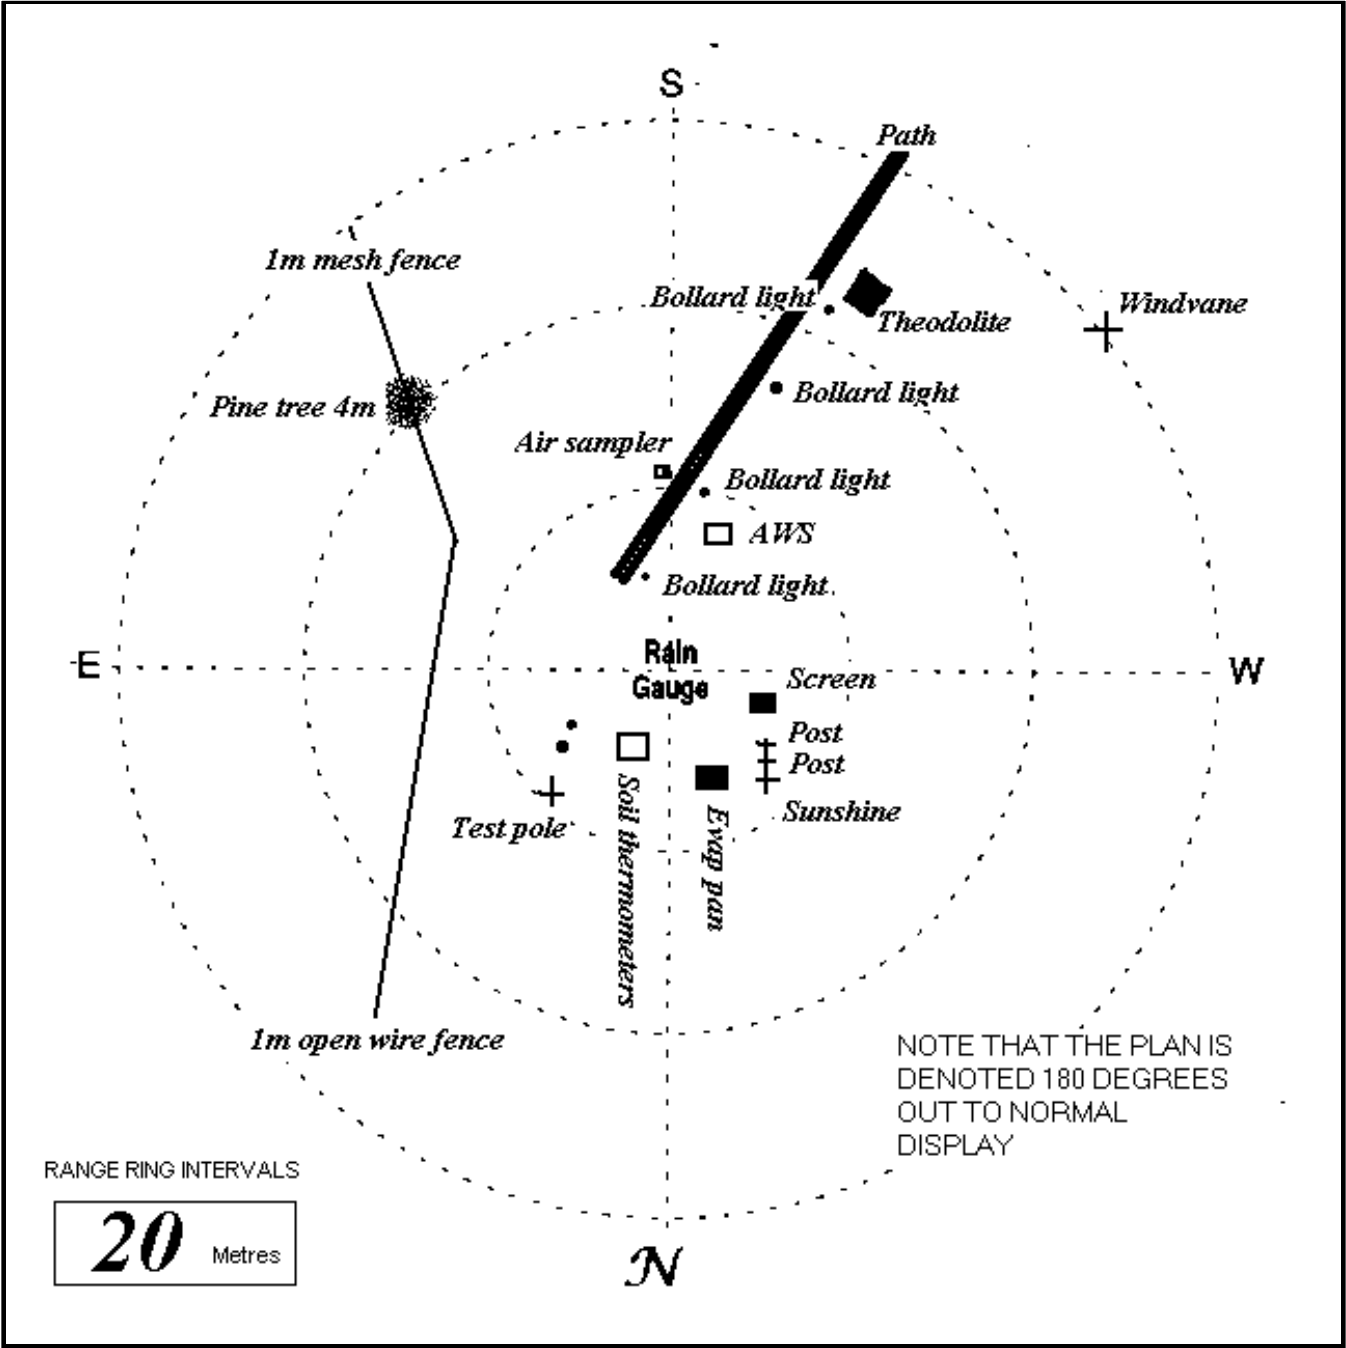 S
Path
1m mesh fence
Bollard light
Windvane
Theodolite
Bollard light
Pine tree 4m
Air sampler
Bollard light
AWS
Bollard light
Rain
Gauge
E
W
Screen
Post
Post
Sunshine
Test pole
Soil thermometers
Evap pan
1m open wire fence
NOTE THAT THE PLAN IS
DENOTED 180 DEGREES
OUT TO NORMAL
DISPLAY
RANGE RING INTERVALS
20 Metres
N